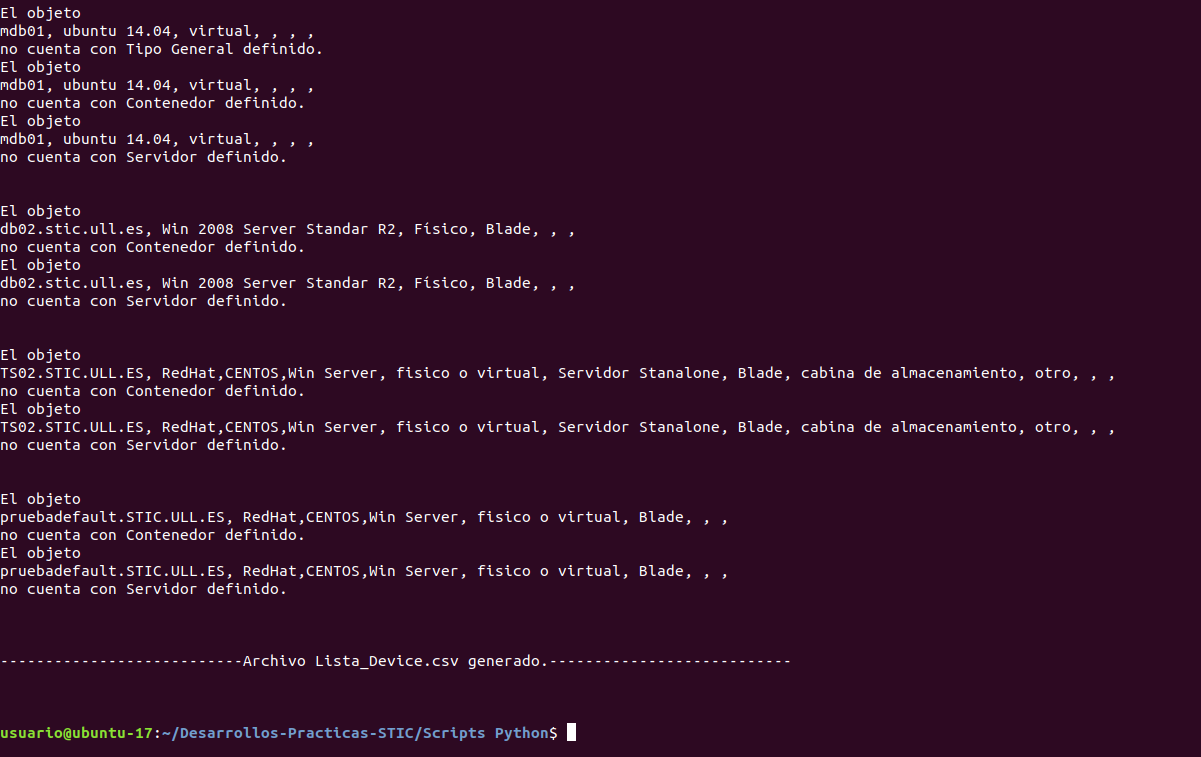 El objeto
mdb01, ubuntu 14.04, virtual, , , ,
no cuenta con Tipo General definido.
El objeto
mdb01, ubuntu 14.04, virtual, , , ,
no cuenta con Contenedor definido.
El objeto
mdb01, ubuntu 14.04, virtual, , , ,
no cuenta con Servidor definido.
El objeto
db02.stic.ull.es, Win 2008 Server Standar R2, Físico, Blade, , ,
no cuenta con Contenedor definido.
El objeto
db02.stic.ull.es, Win 2008 Server Standar R2, Físico, Blade, , ,
no cuenta con Servidor definido.
El objeto
TS02.STIC.ULL.ES, RedHat,CENTOS,Win Server, fisico o virtual, Servidor Stanalone, Blade, cabina de almacenamiento, otro, , ,
no cuenta con Contenedor definido.
El objeto
TS02.STIC.ULL.ES, RedHat,CENTOS,Win Server, fisico o virtual, Servidor Stanalone, Blade, cabina de almacenamiento, otro, , ,
no cuenta con Servidor definido.
El objeto
pruebadefault.STIC.ULL.ES, RedHat,CENTOS,Win Server, fisico o virtual, Blade, , ,
no cuenta con Contenedor definido.
El objeto
pruebadefault.STIC.ULL.ES, RedHat,CENTOS,Win Server, fisico o virtual, Blade, , ,
no cuenta con Servidor definido.
---------------------------Archivo Lista_Device.csv generado.---------------------------
usuario@ubuntu-17:~/Desarrollos-Practicas-STIC/Scripts Python$